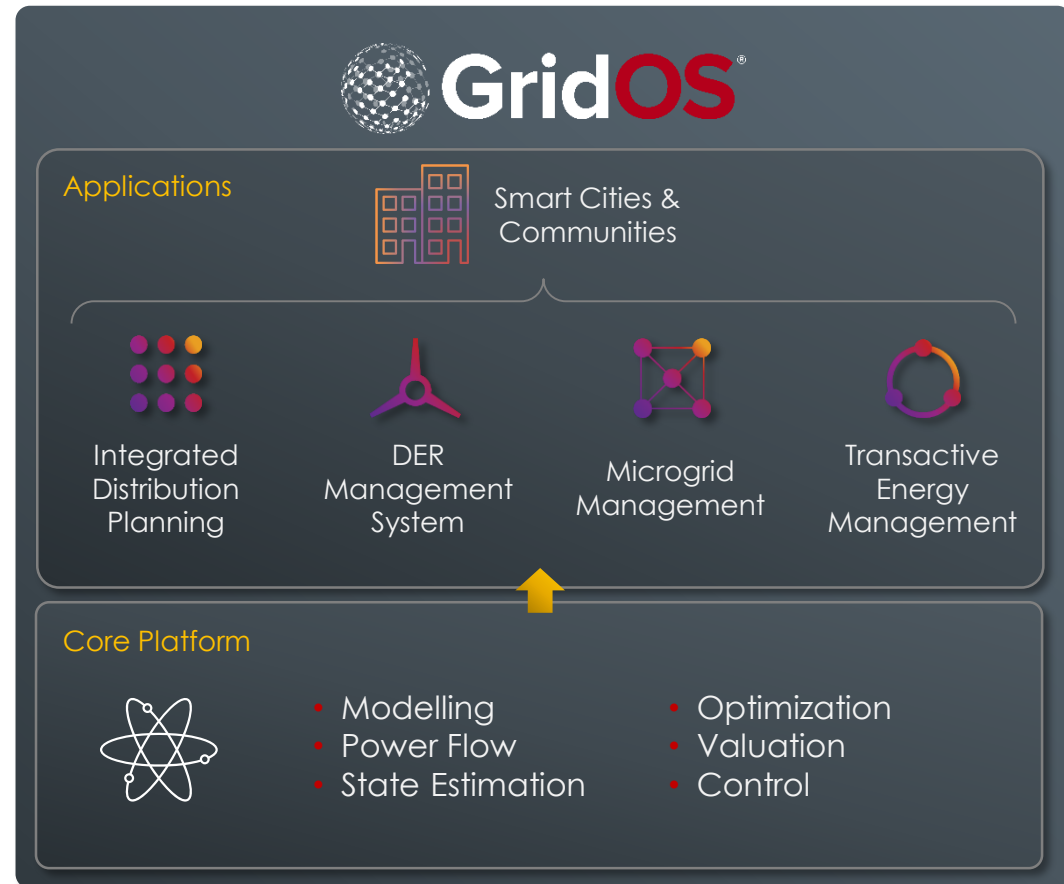 GridOS®
Applications
Smart Cities &
Communities
Integrated
Distribution
Planning
DER
Management
System
Microgrid
Management
Transactive
Energy
Management
Core Platform
• Modelling
• Power Flow
• State Estimation
• Optimization
• Valuation
• Control